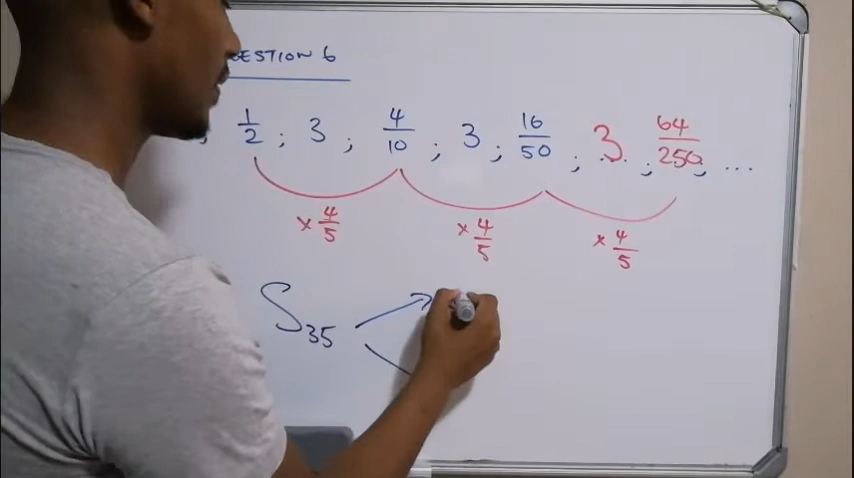 ESTION 6
; 1/2 ; 3 ; 4/10 ; 3 ; 16/50 ; 3 ; 64/250 ; ...
× 4/5 × 4/5 × 4/5
S35